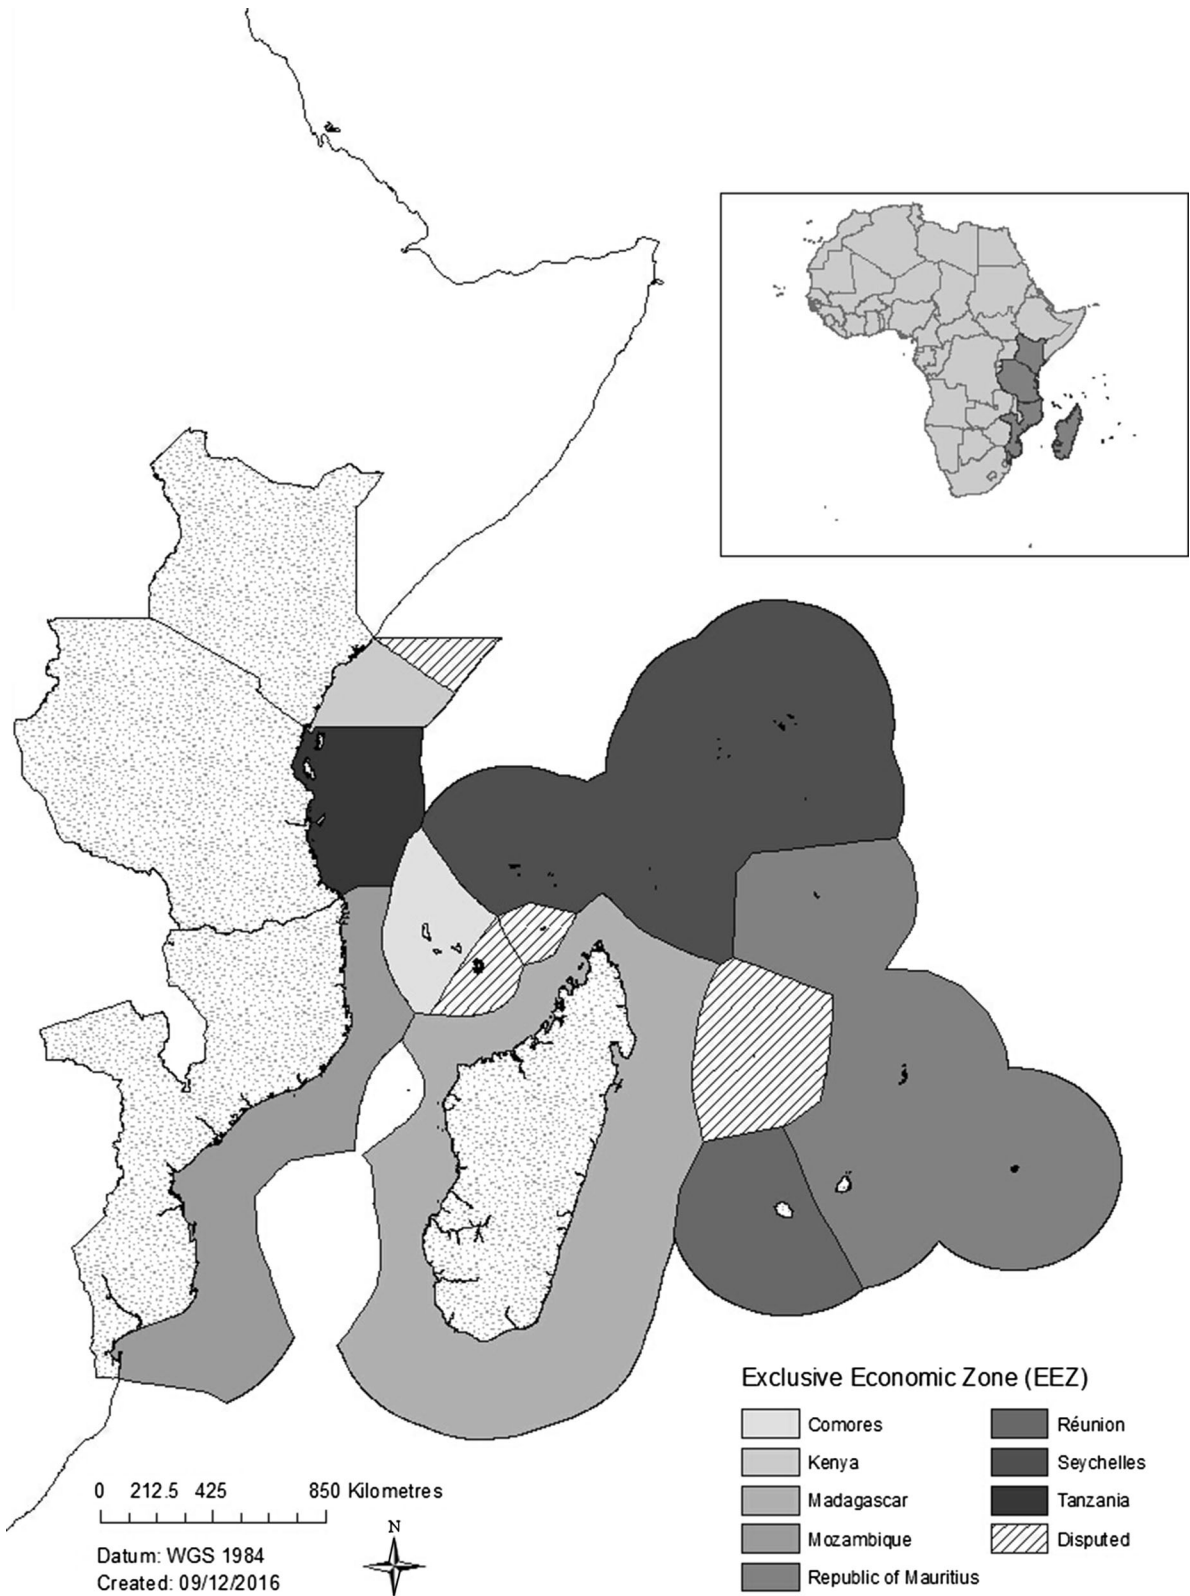 Exclusive Economic Zone (EEZ)
Comores
Kenya
Madagascar
Mozambique
Republic of Mauritius
Réunion
Seychelles
Tanzania
Disputed
0 212.5 425 850 Kilometres
N
Datum: WGS 1984
Created: 09/12/2016